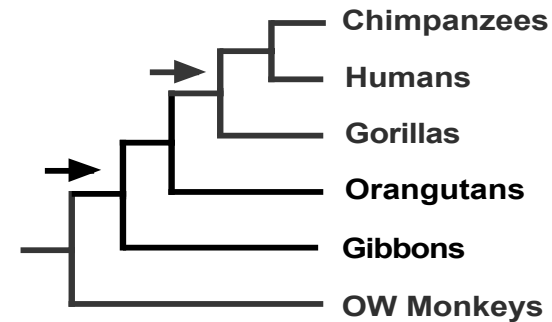 Chimpanzees
Humans
Gorillas
Orangutans
Gibbons
OW Monkeys